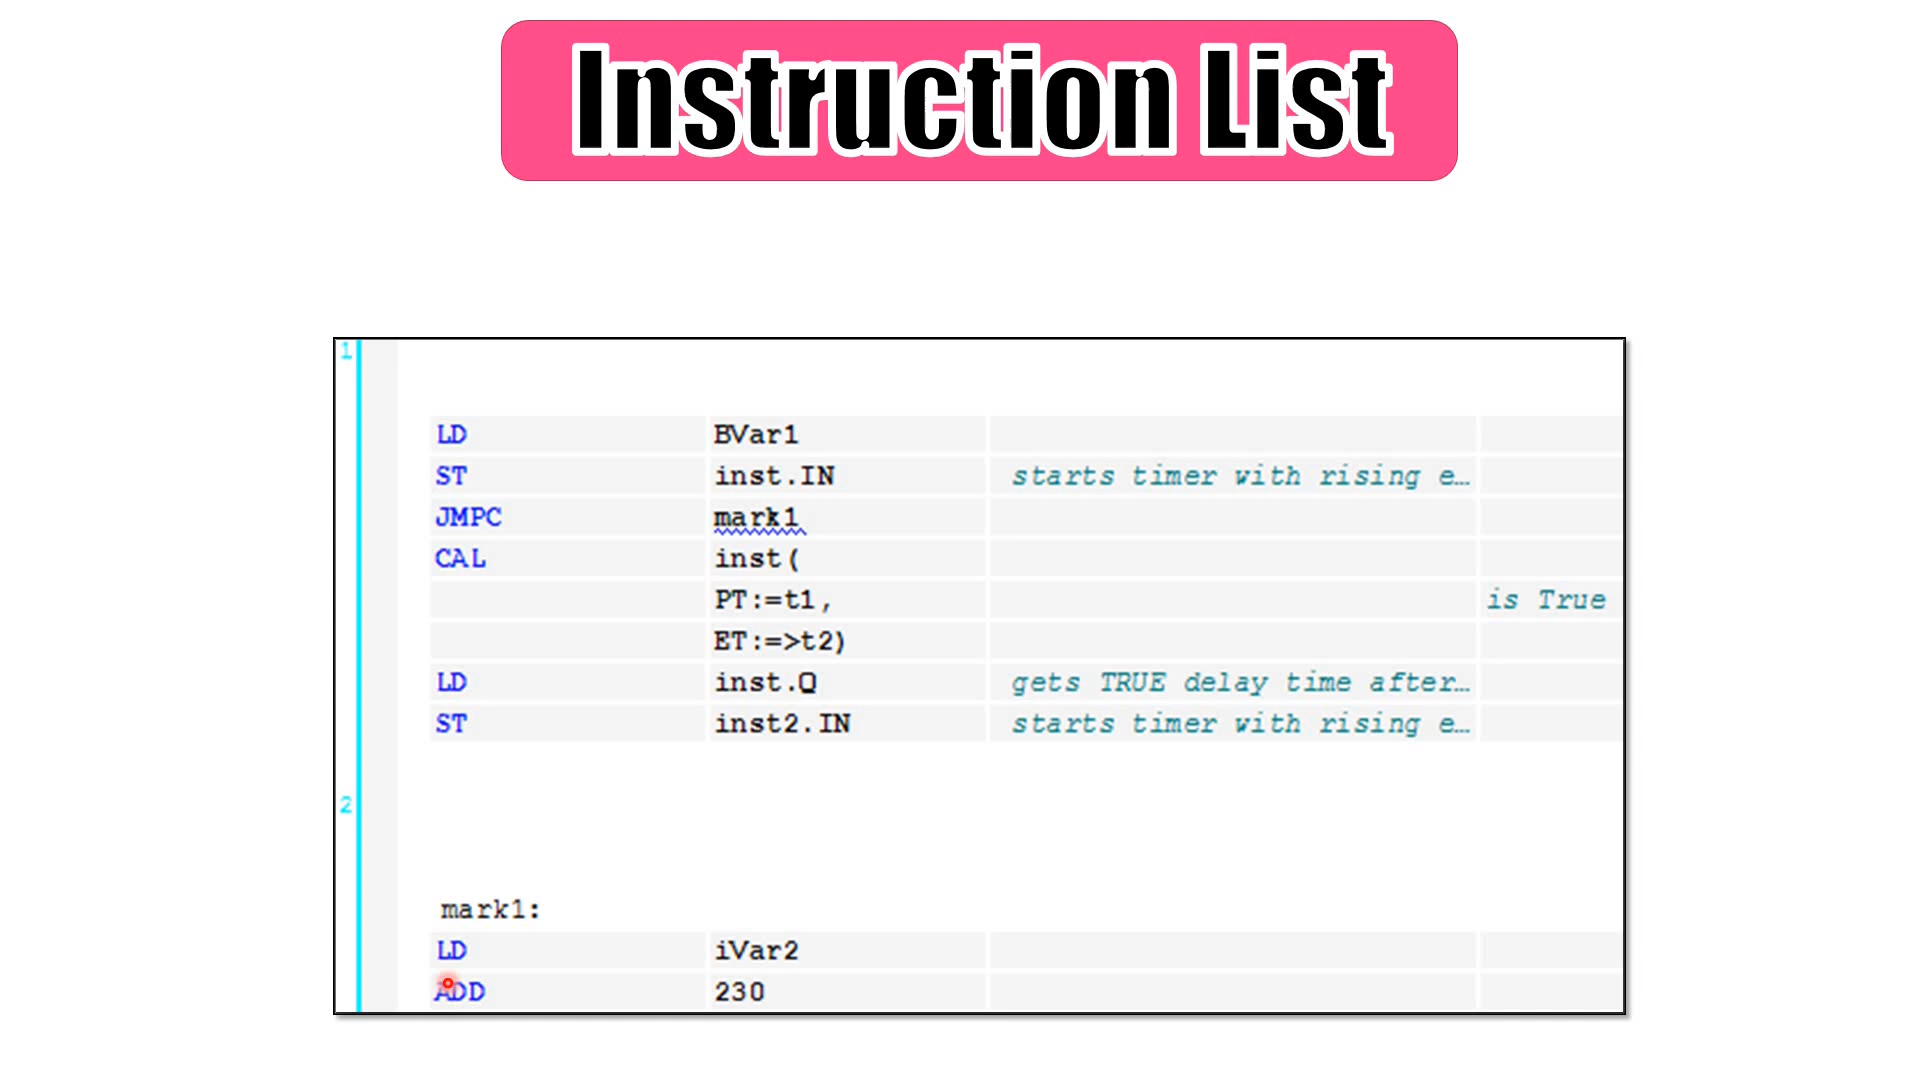 Instruction List
1
LD BVar1
ST inst.IN starts timer with rising e…
JMPC mark1
CAL inst(
PT:=t1, is True
ET:=>t2)
LD inst.Q gets TRUE delay time after…
ST inst2.IN starts timer with rising e…
2
mark1:
LD iVar2
ADD 230